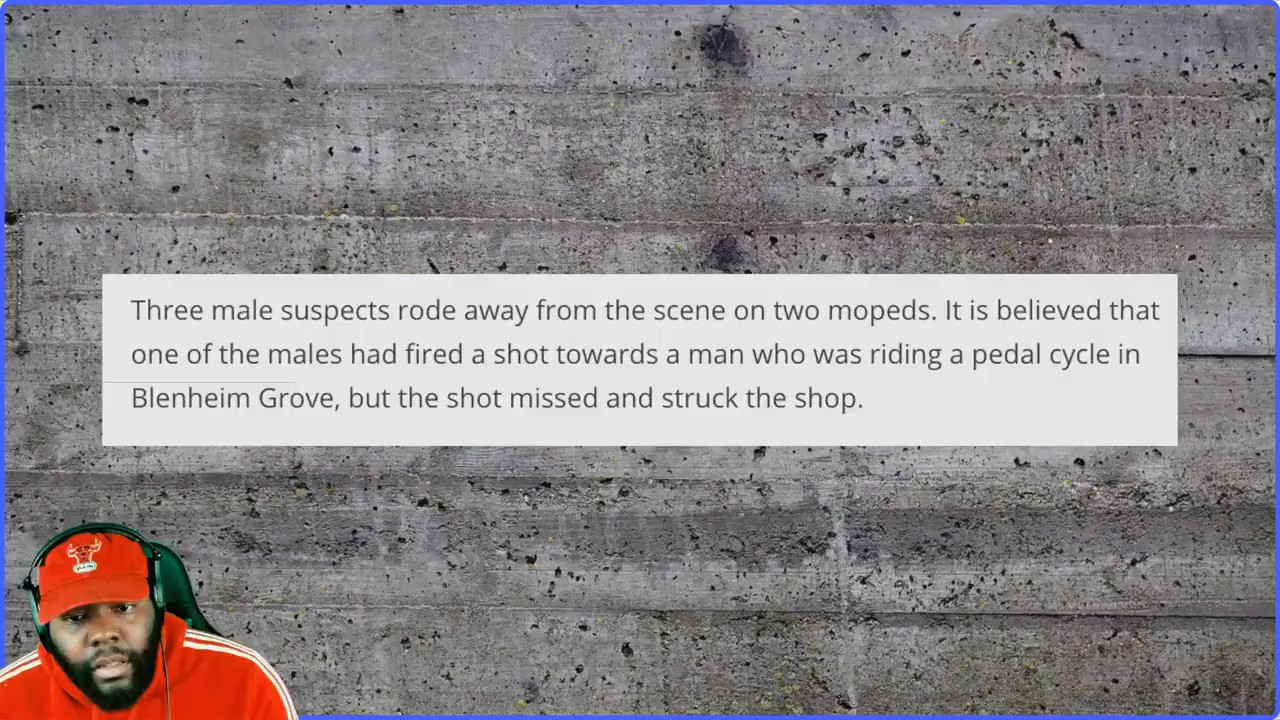 Three male suspects rode away from the scene on two mopeds. It is believed that
one of the males had fired a shot towards a man who was riding a pedal cycle in
Blenheim Grove, but the shot missed and struck the shop.